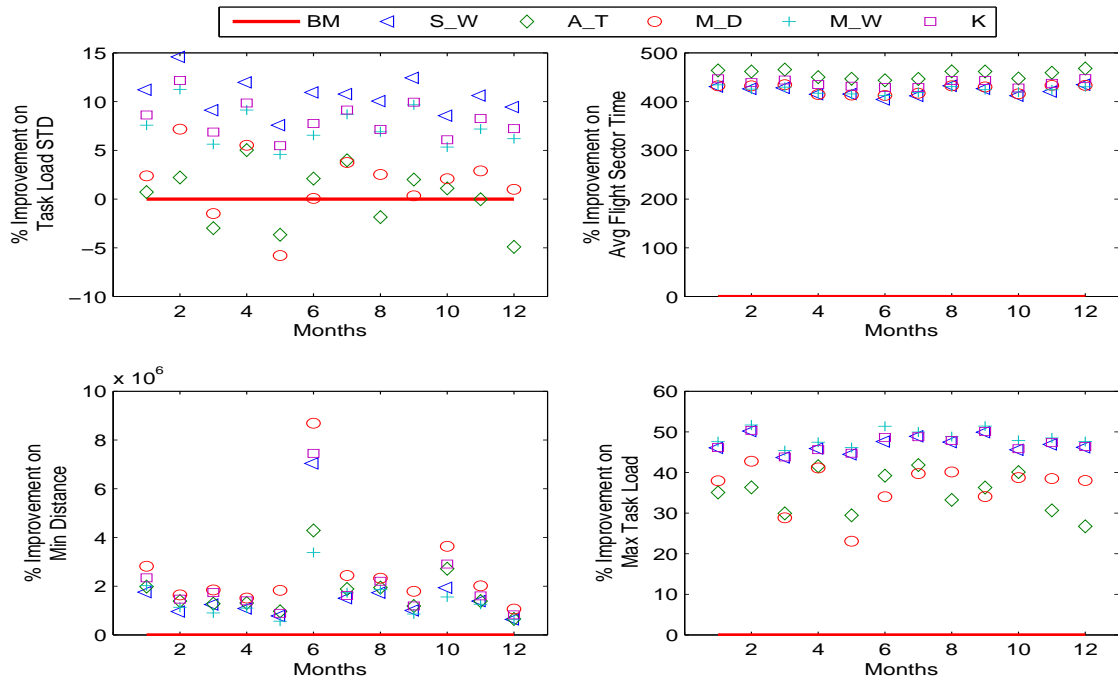 BM S_W A_T M_D M_W K
15
10
5
0
−5
−10
2 4 6 8 10 12
Months
% Improvement on
Task Load STD
500
400
300
200
100
0
2 4 6 8 10 12
Months
% Improvement on
Avg Flight Sector Time
x 10^6
10
8
6
4
2
0
2 4 6 8 10 12
Months
% Improvement on
Min Distance
60
50
40
30
20
10
0
2 4 6 8 10 12
Months
% Improvement on
Max Task Load